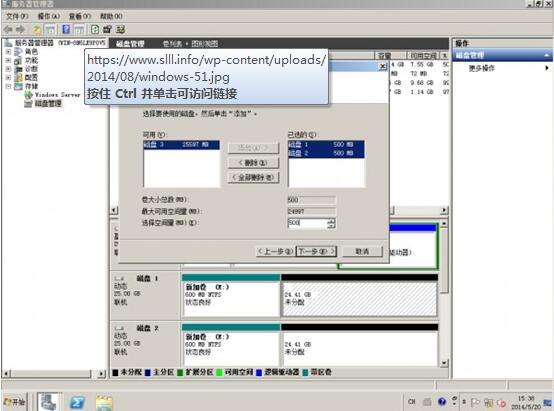 服务器管理器
文件(F) 操作(A) 查看(V) 帮助(H)
服务器管理器 (WIN-
角色
功能
诊断
配置
存储
Windows Server
磁盘管理
磁盘管理 卷列表 + 图形视图
https://www.slll.info/wp-content/uploads/
2014/08/windows-51.jpg
按住 Ctrl 并单击可访问链接
容量 可用空间 %
7.55 GB
72 MB
9.68 GB
1.14 GB
操作
磁盘管理
更多操作
选择要使用的磁盘，然后单击“添加”。
可用(V): 已选的(S):
磁盘 3 25597 MB
添加(A) >
磁盘 1 500 MB
磁盘 2 500 MB
< 删除(R)
< 全部删除(M)
卷大小总数(MB): 500
最大可用空间量(MB): 24997
选择空间量(MB)(E): 500
< 上一步(B) 下一步(N) > 取消
驱动器)
磁盘 1
动态
25.00 GB
联机
新加卷 (E:)
600 MB NTFS
状态良好
24.41 GB
未分配
磁盘 2
动态
25.00 GB
联机
新加卷 (E:)
600 MB NTFS
状态良好
24.41 GB
未分配
未分配 主分区 扩展分区 可用空间 逻辑驱动器 带区卷
开始
CH
15:38
2014/5/20